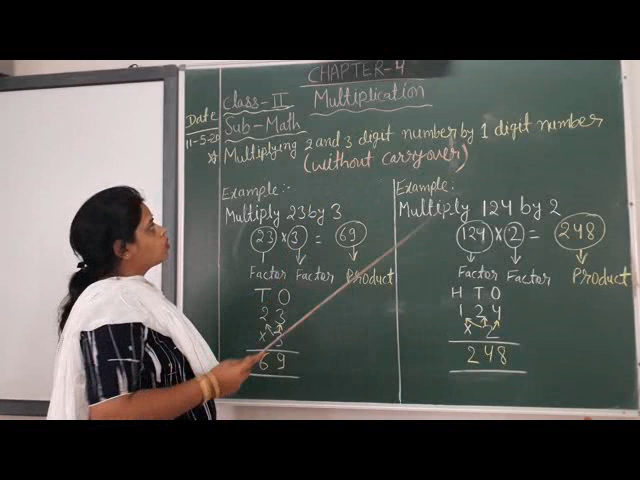 CHAPTER-4
Multiplication
Class-II
Sub-Math
Date
11-5-20
Multiplying 2 and 3 digit number by 1 digit number
(without carryover)
Example:-
Multiply 23 by 3
23 × 3 = 69
Factor Factor Product
T O
2 3
× 3
6 9
Example:
Multiply 124 by 2
124 × 2 = 248
Factor Factor Product
H T O
1 2 4
× 2
2 4 8